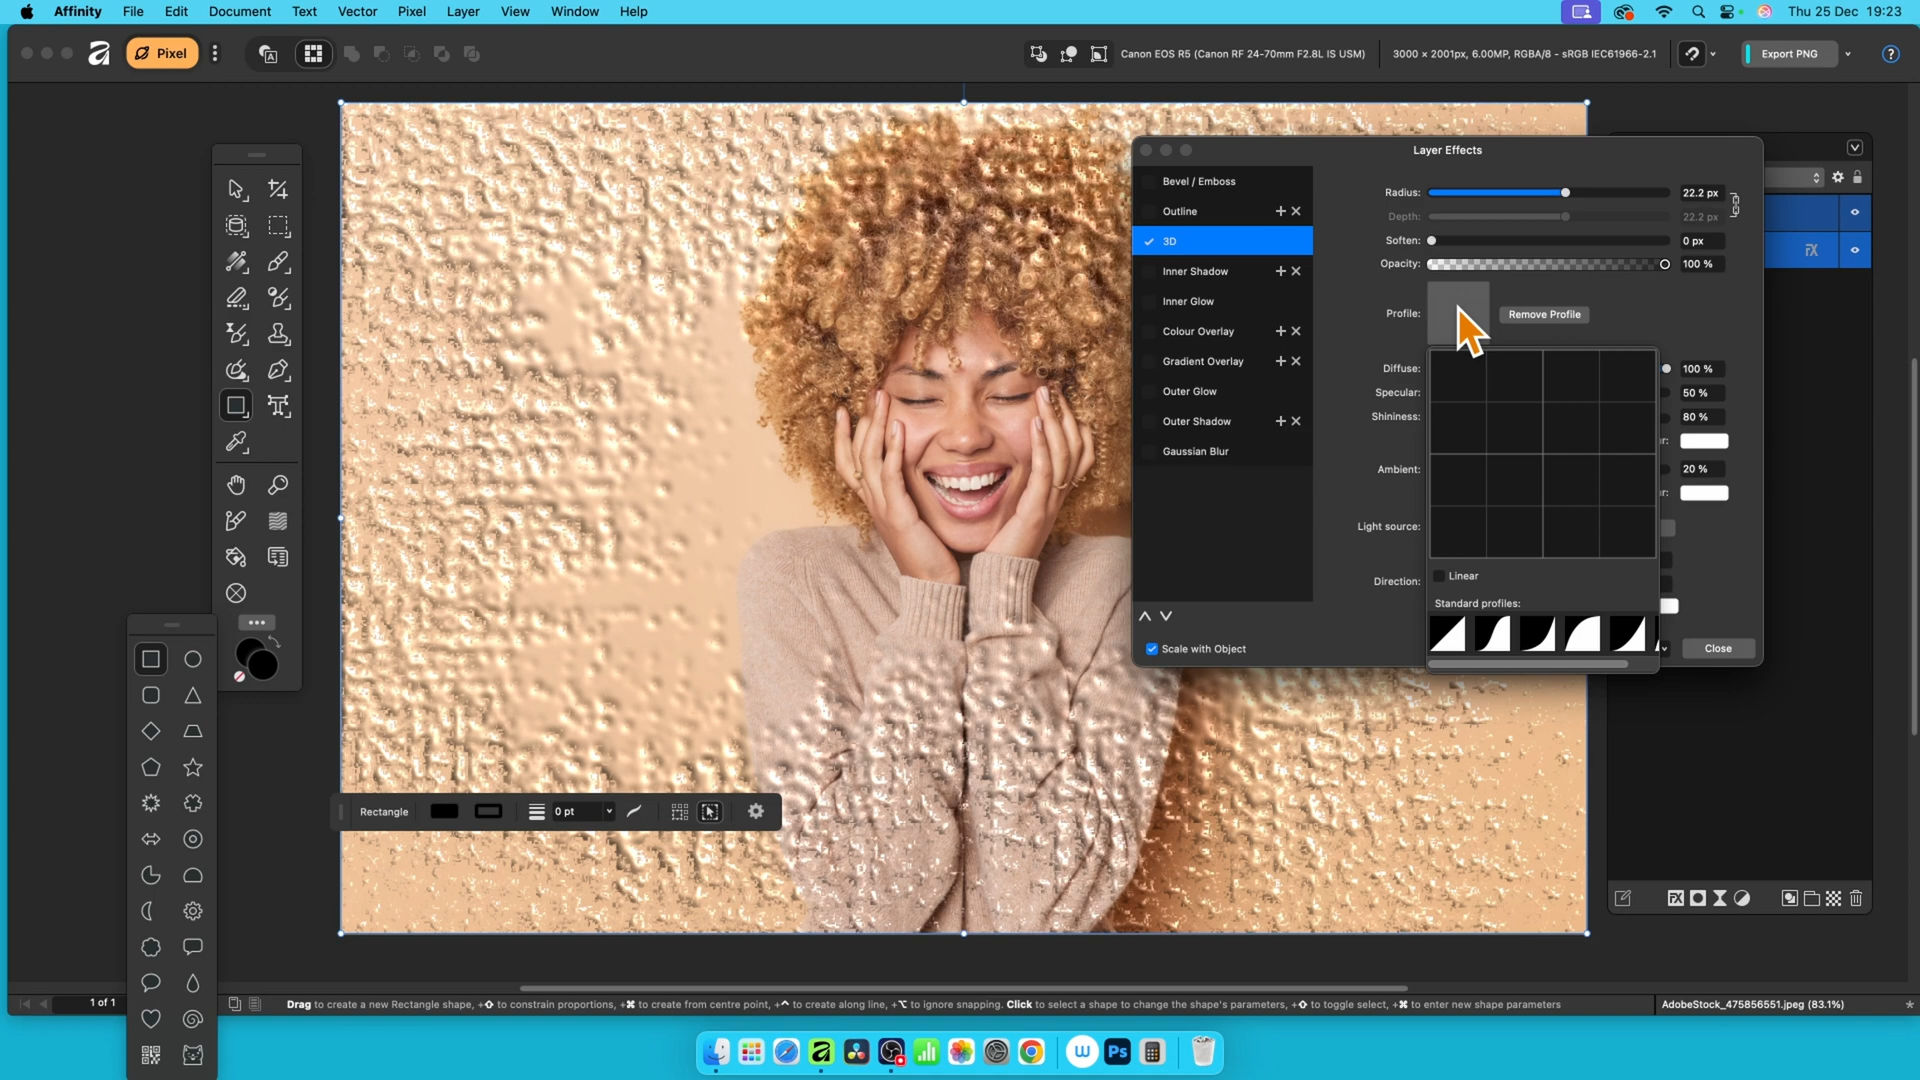 Affinity File Edit Document Text Vector Pixel Layer View Window Help Thu 25 Dec 19:23
Pixel Canon EOS R5 (Canon RF 24-70mm F2.8L IS USM) 3000 × 2001px, 6.00MP, RGBA/8 - sRGB IEC61966-2.1 Export PNG
Layer Effects
Bevel / Emboss
Outline
3D
Inner Shadow
Inner Glow
Colour Overlay
Gradient Overlay
Outer Glow
Outer Shadow
Gaussian Blur
Scale with Object
Radius: 22.2 px
Depth: 22.2 px
Soften: 0 px
Opacity: 100 %
Profile: Remove Profile
Diffuse: 100 %
Specular: 50 %
Shininess: 80 %
Ambient: 20 %
Light source:
Direction:
Linear
Standard profiles:
Close
FX
Rectangle 0 pt
1 of 1
Drag to create a new Rectangle shape, +⇧ to constrain proportions, +⌘ to create from centre point, +⌃ to create along line, +⌥ to ignore snapping. Click to select a shape to change the shape's parameters, +⇧ to toggle select, +⌘ to enter new shape parameters
AdobeStock_475856551.jpeg (83.1%)
Ps